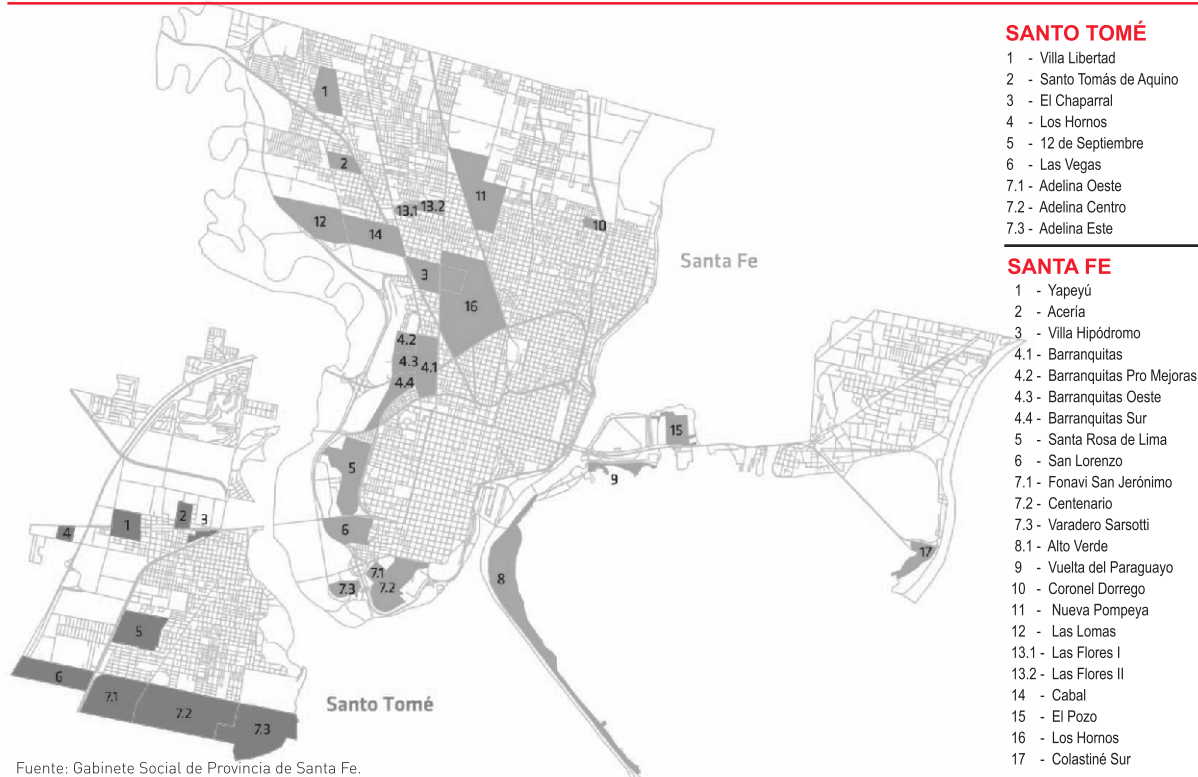 1
2
13.1
13.2
11
12
14
10
3
16
4.2
4.3
4.1
4.4
5
6
7.1
7.2
7.3
8
9
15
17
Santa Fe
1
2
3
4
5
6
7.1
7.2
7.3
Santo Tomé
Fuente: Gabinete Social de Provincia de Santa Fe.
SANTO TOMÉ
1 - Villa Libertad
2 - Santo Tomás de Aquino
3 - El Chaparral
4 - Los Hornos
5 - 12 de Septiembre
6 - Las Vegas
7.1 - Adelina Oeste
7.2 - Adelina Centro
7.3 - Adelina Este
SANTA FE
1 - Yapeyú
2 - Acería
3 - Villa Hipódromo
4.1 - Barranquitas
4.2 - Barranquitas Pro Mejoras
4.3 - Barranquitas Oeste
4.4 - Barranquitas Sur
5 - Santa Rosa de Lima
6 - San Lorenzo
7.1 - Fonavi San Jerónimo
7.2 - Centenario
7.3 - Varadero Sarsotti
8.1 - Alto Verde
9 - Vuelta del Paraguayo
10 - Coronel Dorrego
11 - Nueva Pompeya
12 - Las Lomas
13.1 - Las Flores I
13.2 - Las Flores II
14 - Cabal
15 - El Pozo
16 - Los Hornos
17 - Colastiné Sur